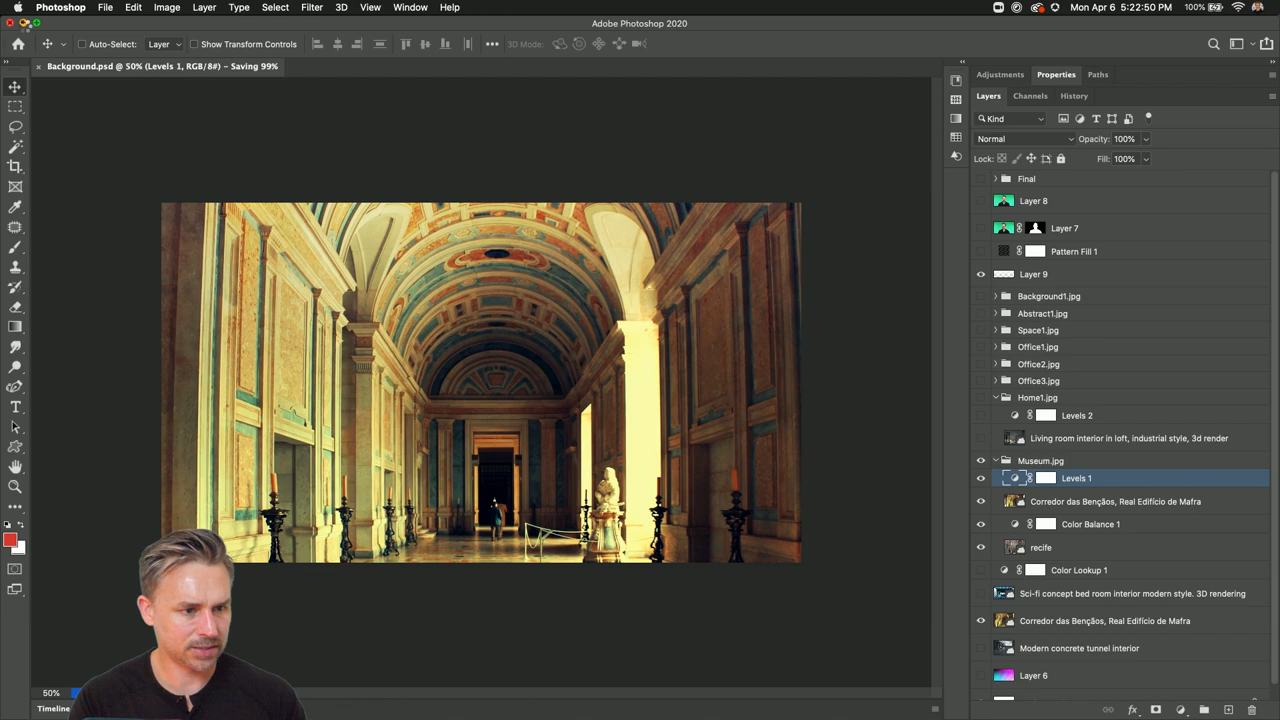 Photoshop File Edit Image Layer Type Select Filter 3D View Window Help 100% Mon Apr 6 5:22:50 PM
Adobe Photoshop 2020
Auto-Select: Layer Show Transform Controls 3D Mode:
Background.psd @ 50% (Levels 1, RGB/8#) – Saving 99%
Adjustments Properties Paths
Layers Channels History
Kind
Normal Opacity: 100%
Lock: Fill: 100%
Final
Layer 8
Layer 7
Pattern Fill 1
Layer 9
Background1.jpg
Abstract1.jpg
Space1.jpg
Office1.jpg
Office2.jpg
Office3.jpg
Home1.jpg
Levels 2
Living room interior in loft, industrial style, 3d render
Museum.jpg
Levels 1
Corredor das Bençãos, Real Edifício de Mafra
Color Balance 1
recife
Color Lookup 1
Sci-fi concept bed room interior modern style. 3D rendering
Corredor das Bençãos, Real Edifício de Mafra
Modern concrete tunnel interior
Layer 6
50%
Timeline